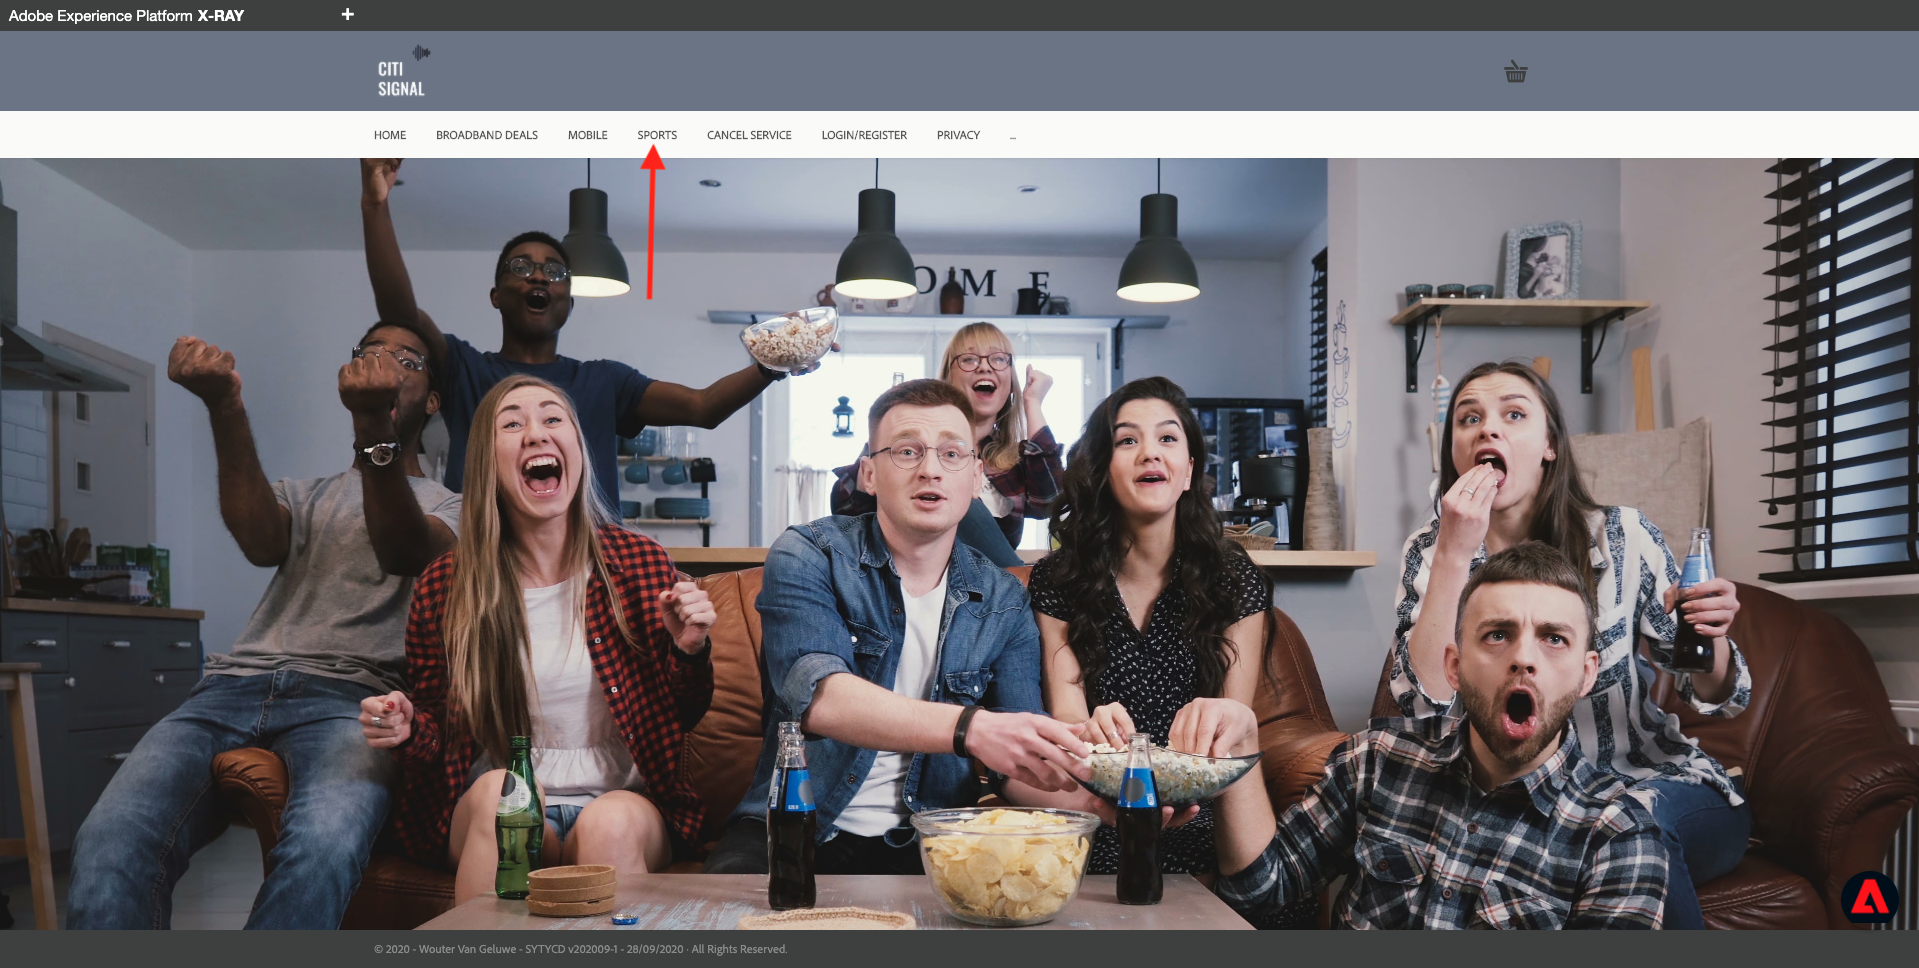 Adobe Experience Platform X-RAY
CITI
SIGNAL
HOME BROADBAND DEALS MOBILE SPORTS CANCEL SERVICE LOGIN/REGISTER PRIVACY ...
OME
© 2020 - Wouter Van Geluwe - SYTYCD v202009-1 - 28/09/2020 · All Rights Reserved.